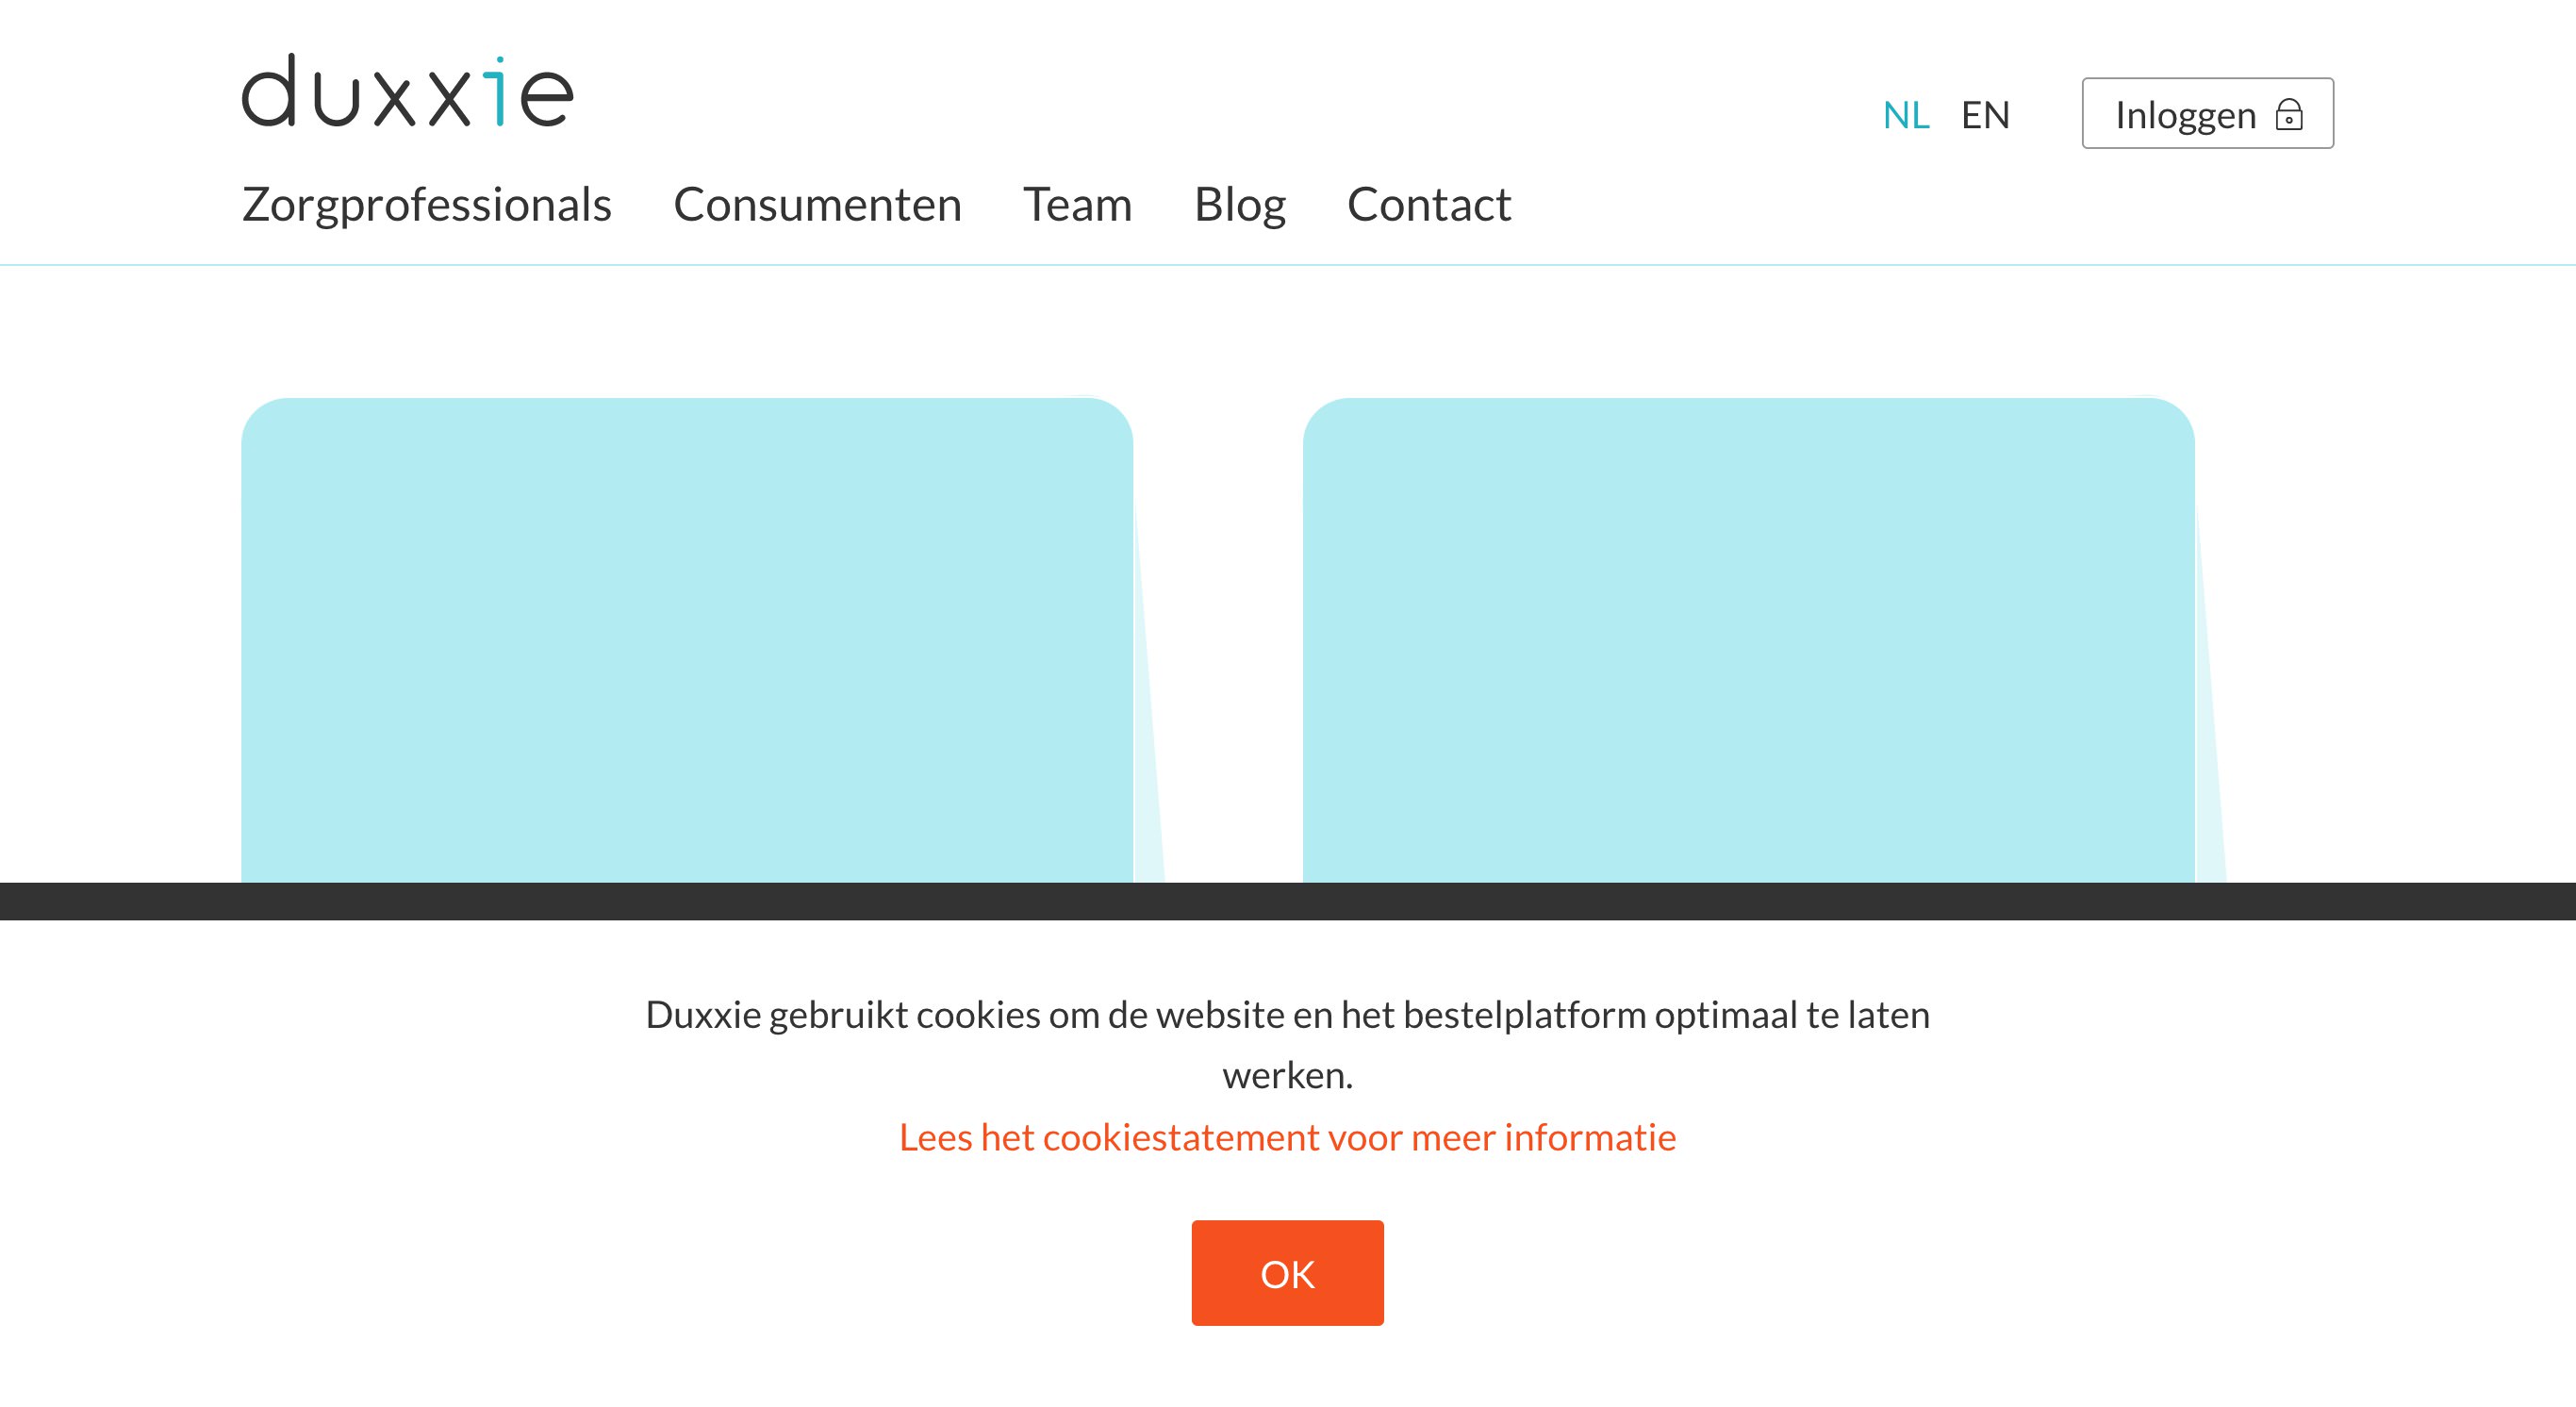 duxxie
NL EN Inloggen
Zorgprofessionals Consumenten Team Blog Contact
Duxxie gebruikt cookies om de website en het bestelplatform optimaal te laten
werken.
Lees het cookiestatement voor meer informatie
OK